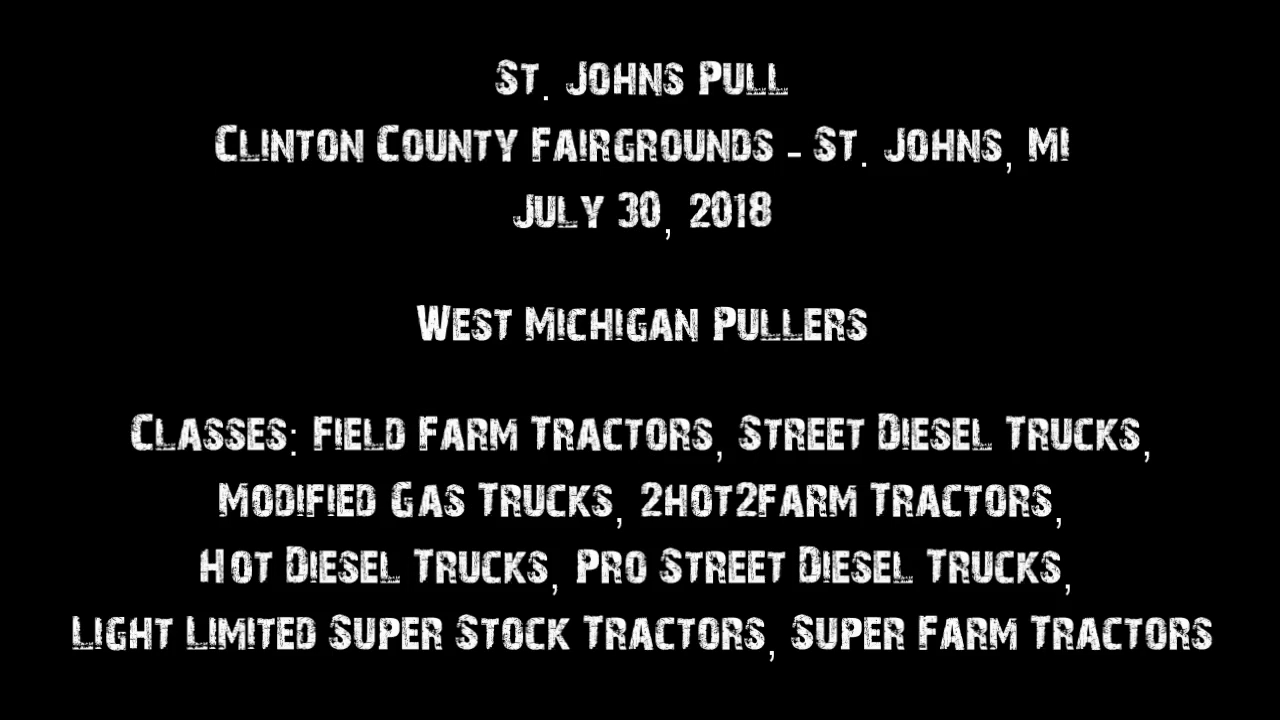 St. Johns Pull
Clinton County Fairgrounds - St. Johns, MI
July 30, 2018
West Michigan Pullers
Classes: Field Farm Tractors, Street Diesel Trucks,
Modified Gas Trucks, 2Hot2Farm Tractors,
Hot Diesel Trucks, Pro Street Diesel Trucks,
Light Limited Super Stock Tractors, Super Farm Tractors